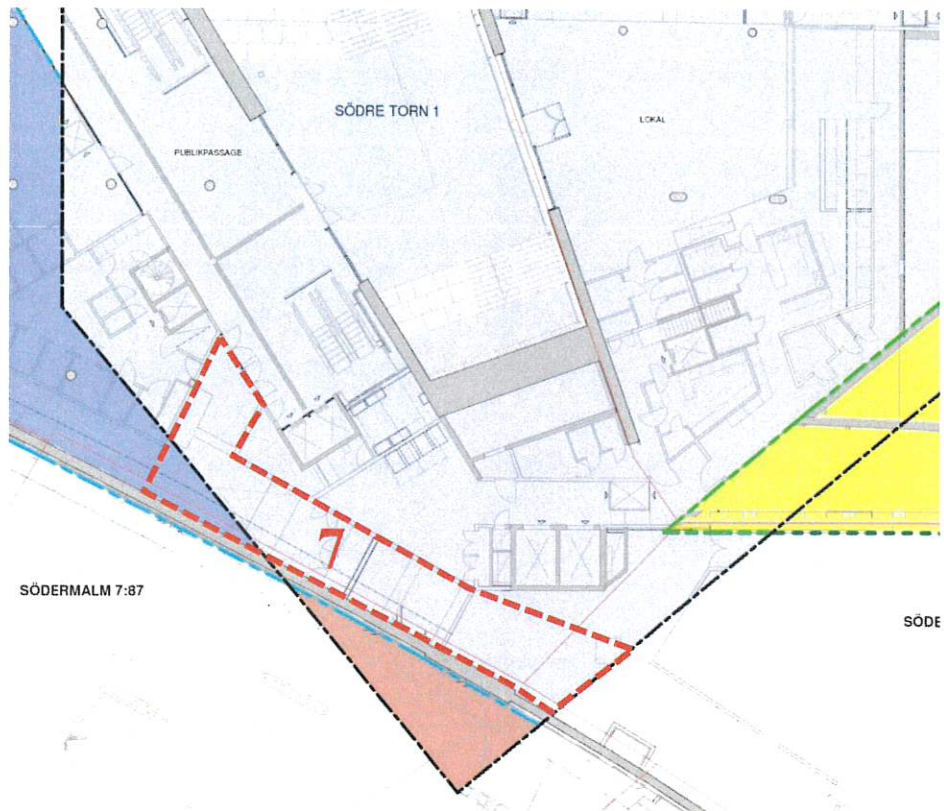 SÖDRE TORN 1
LOKAL
PUBLIKPASSAGE
7
SÖDERMALM 7:87
SÖDE